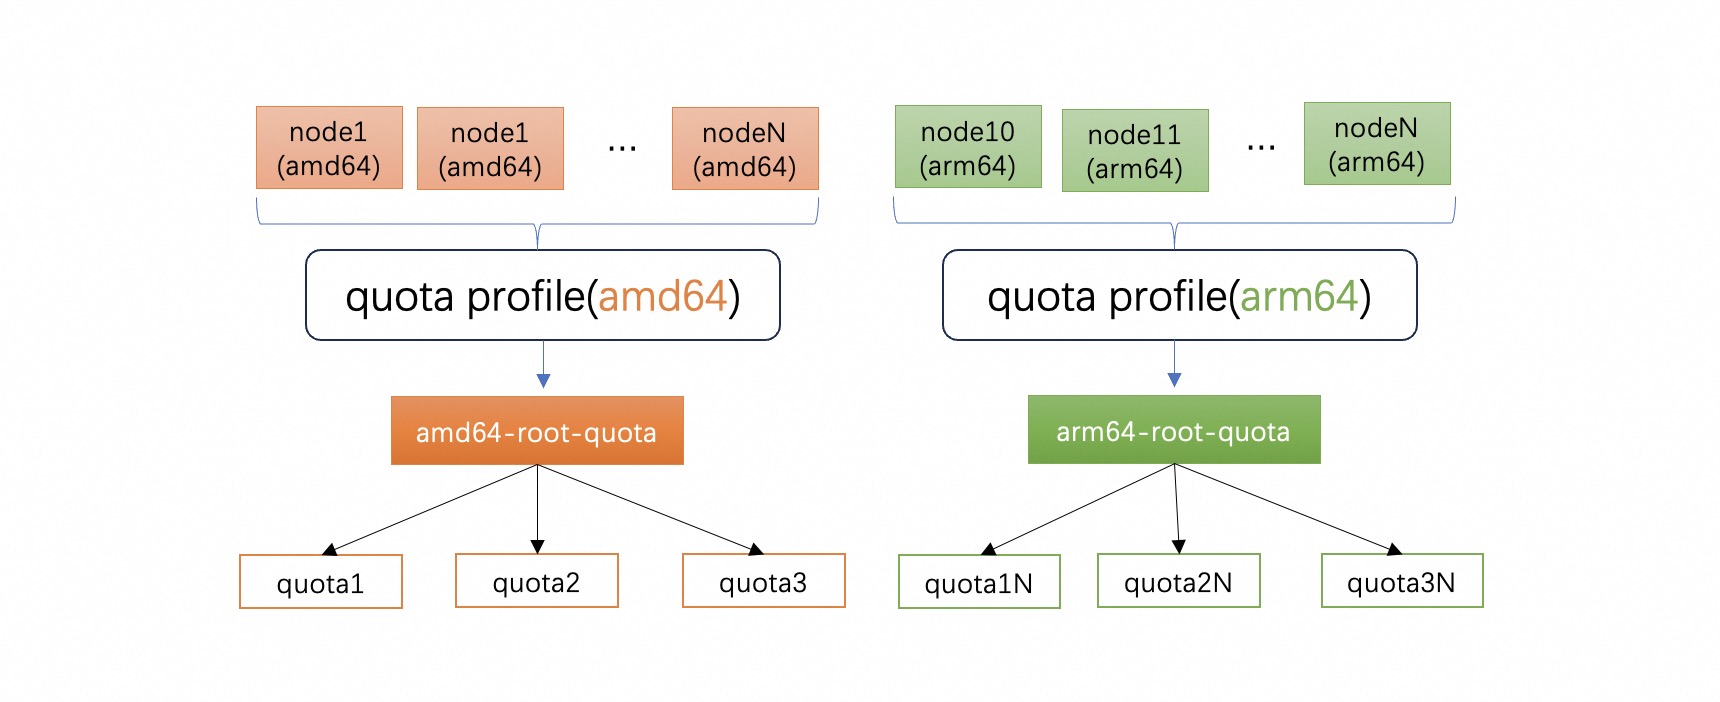 node1
(amd64)
node1
(amd64)
...
nodeN
(amd64)
node10
(arm64)
node11
(arm64)
...
nodeN
(arm64)
quota profile(amd64)
quota profile(arm64)
amd64-root-quota
arm64-root-quota
quota1
quota2
quota3
quota1N
quota2N
quota3N